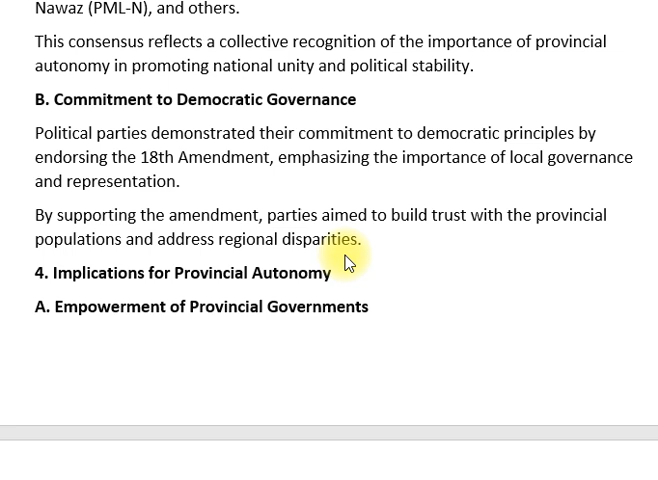 Nawaz (PML-N), and others.
This consensus reflects a collective recognition of the importance of provincial
autonomy in promoting national unity and political stability.
B. Commitment to Democratic Governance
Political parties demonstrated their commitment to democratic principles by
endorsing the 18th Amendment, emphasizing the importance of local governance
and representation.
By supporting the amendment, parties aimed to build trust with the provincial
populations and address regional disparities.
4. Implications for Provincial Autonomy
A. Empowerment of Provincial Governments